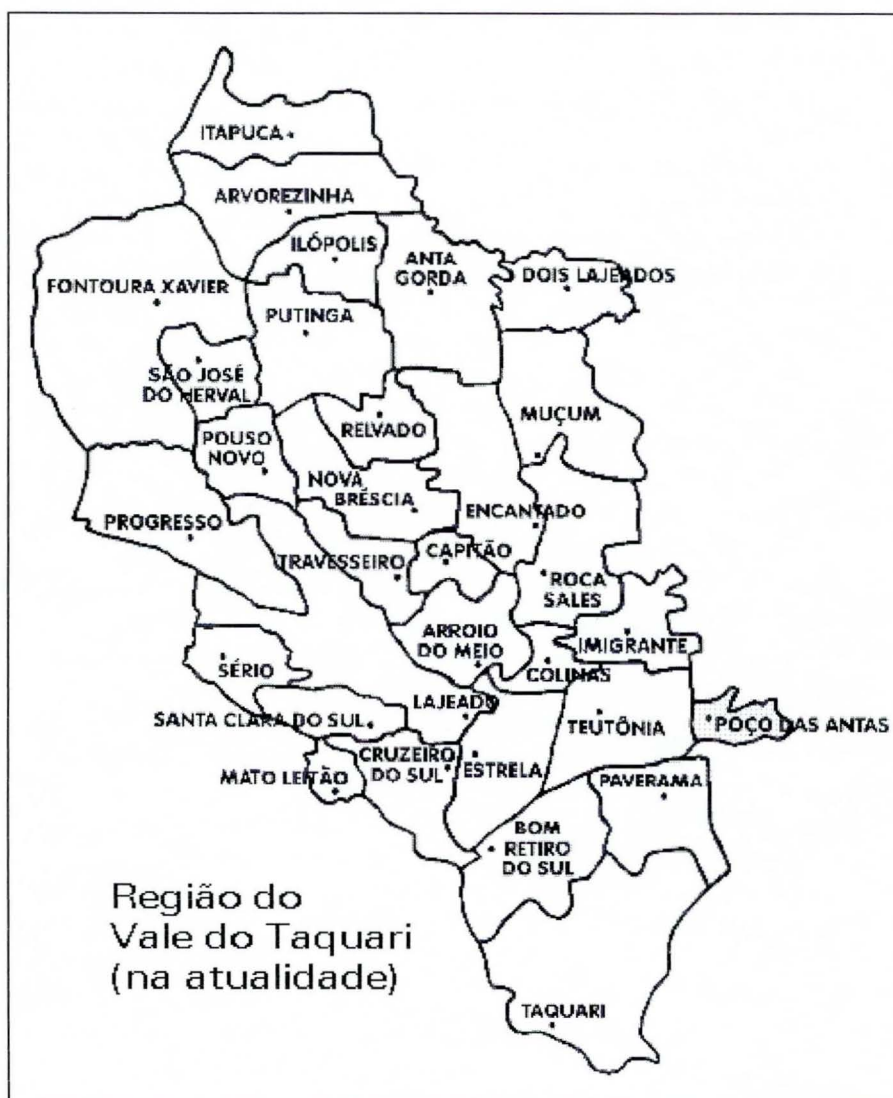 ITAPUCA
ARVOREZINHA
ILÓPOLIS
ANTA
GORDA
DOIS LAJEADOS
FONTOURA XAVIER
PUTINGA
SÃO JOSÉ
DO HERVAL
RELVADO
MUÇUM
POUSO
NOVO
NOVA
BRÉSCIA
ENCANTADO
PROGRESSO
TRAVESSEIRO
CAPITÃO
ROCA
SALES
ARROIO
DO MEIO
IMIGRANTE
SÉRIO
COLINAS
SANTA CLARA DO SUL
LAJEADO
TEUTÔNIA
POÇO DAS ANTAS
MATO LEITÃO
CRUZEIRO
DO SUL
ESTRELA
PAVERAMA
BOM
RETIRO
DO SUL
Região do
Vale do Taquari
(na atualidade)
TAQUARI